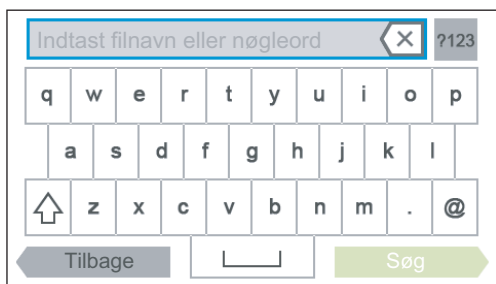 Indtast filnavn eller nøgleord ?123
q w e r t y u i o p
a s d f g h j k l
z x c v b n m . @
Tilbage Søg